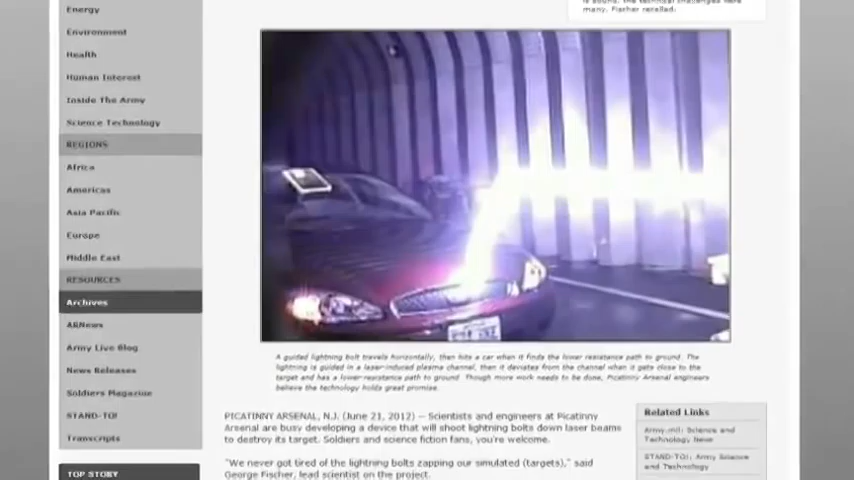 Energy
Environment
Health
Human Interest
Inside The Army
Science Technology
REGIONS
Africa
Americas
Asia Pacific
Europe
Middle East
RESOURCES
Archives
ARNews
Army Live Blog
News Releases
Soldiers Magazine
STAND-TO!
Transcripts
TOP STORY
is sound, the technical challenges were
many, Fischer recalled.
A guided lightning bolt travels horizontally, then hits a car when it finds the lower resistance path to ground. The
lightning is guided in a laser-induced plasma channel, then it deviates from the channel when it gets close to the
target and has a lower-resistance path to ground. Though more work needs to be done, Picatinny Arsenal engineers
believe the technology holds great promise.
PICATINNY ARSENAL, N.J. (June 21, 2012) -- Scientists and engineers at Picatinny
Arsenal are busy developing a device that will shoot lightning bolts down laser beams
to destroy its target. Soldiers and science fiction fans, you're welcome.
"We never got tired of the lightning bolts zapping our simulated (targets)," said
George Fischer, lead scientist on the project.
Related Links
Army.mil: Science and
Technology News
STAND-TO!: Army Science
and Technology